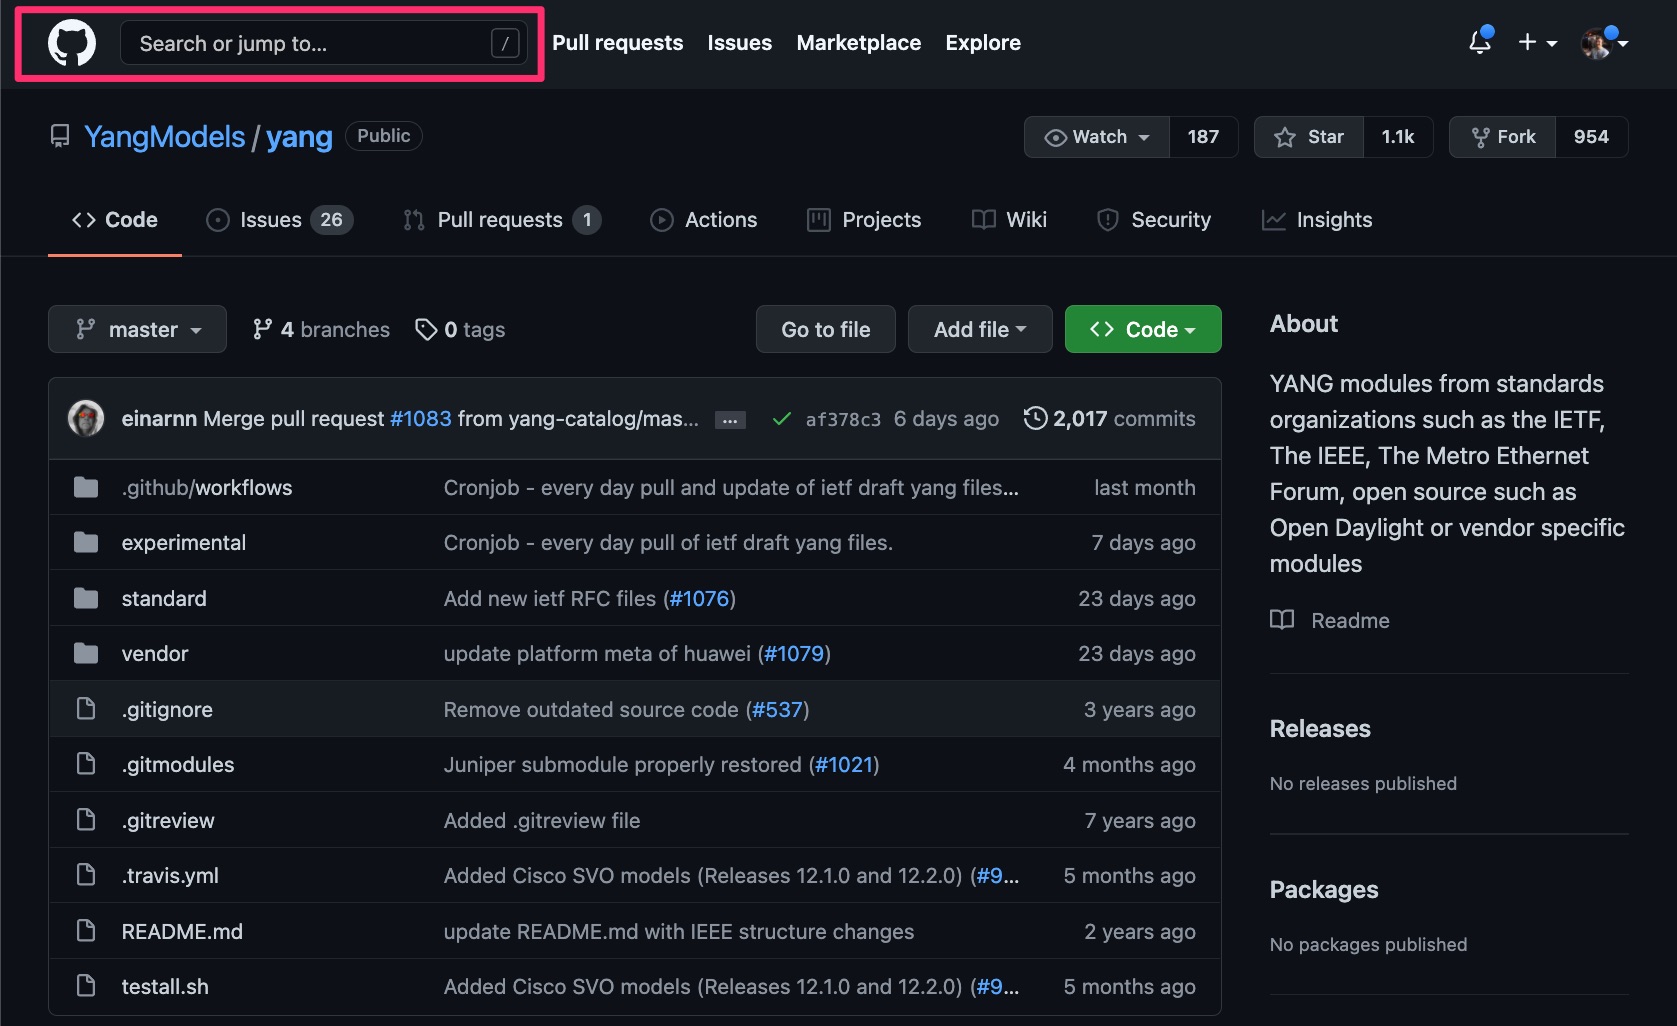 Search or jump to... / Pull requests Issues Marketplace Explore
YangModels / yang Public Watch 187 Star 1.1k Fork 954
Code Issues 26 Pull requests 1 Actions Projects Wiki Security Insights
master 4 branches 0 tags Go to file Add file Code
einarnn Merge pull request #1083 from yang-catalog/mas... ... af378c3 6 days ago 2,017 commits
.github/workflows Cronjob - every day pull and update of ietf draft yang files... last month
experimental Cronjob - every day pull of ietf draft yang files. 7 days ago
standard Add new ietf RFC files (#1076) 23 days ago
vendor update platform meta of huawei (#1079) 23 days ago
.gitignore Remove outdated source code (#537) 3 years ago
.gitmodules Juniper submodule properly restored (#1021) 4 months ago
.gitreview Added .gitreview file 7 years ago
.travis.yml Added Cisco SVO models (Releases 12.1.0 and 12.2.0) (#9... 5 months ago
README.md update README.md with IEEE structure changes 2 years ago
testall.sh Added Cisco SVO models (Releases 12.1.0 and 12.2.0) (#9... 5 months ago
About
YANG modules from standards
organizations such as the IETF,
The IEEE, The Metro Ethernet
Forum, open source such as
Open Daylight or vendor specific
modules
Readme
Releases
No releases published
Packages
No packages published